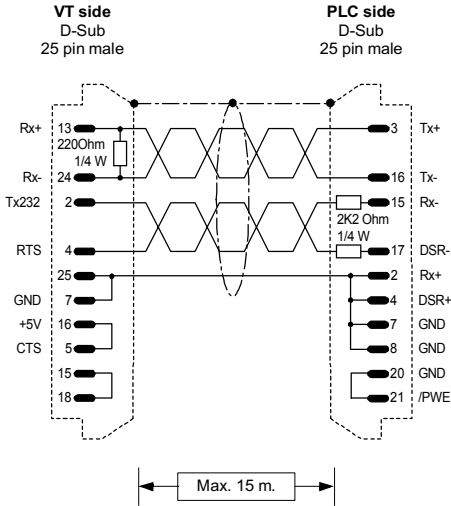 VT side
D-Sub
25 pin male
PLC side
D-Sub
25 pin male
Rx+ 13
220Ohm
1/4 W
Rx- 24
Tx232 2
RTS 4
25
GND 7
+5V 16
CTS 5
15
18
3 Tx+
16 Tx-
15 Rx-
2K2 Ohm
1/4 W
17 DSR-
2 Rx+
4 DSR+
7 GND
8 GND
20 GND
21 /PWE
Max. 15 m.